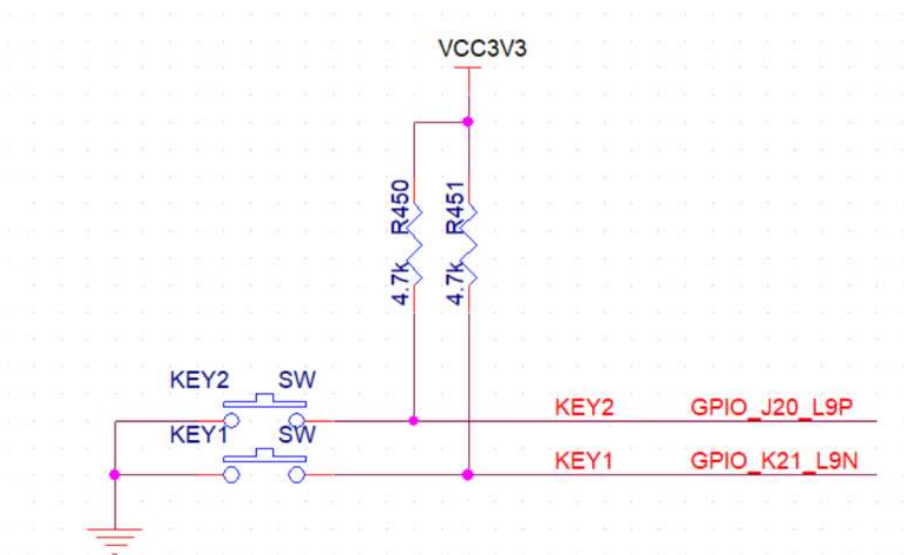 VCC3V3
R450
R451
4.7k
4.7k
KEY2 SW
KEY2 GPIO_J20_L9P
KEY1 SW
KEY1 GPIO_K21_L9N